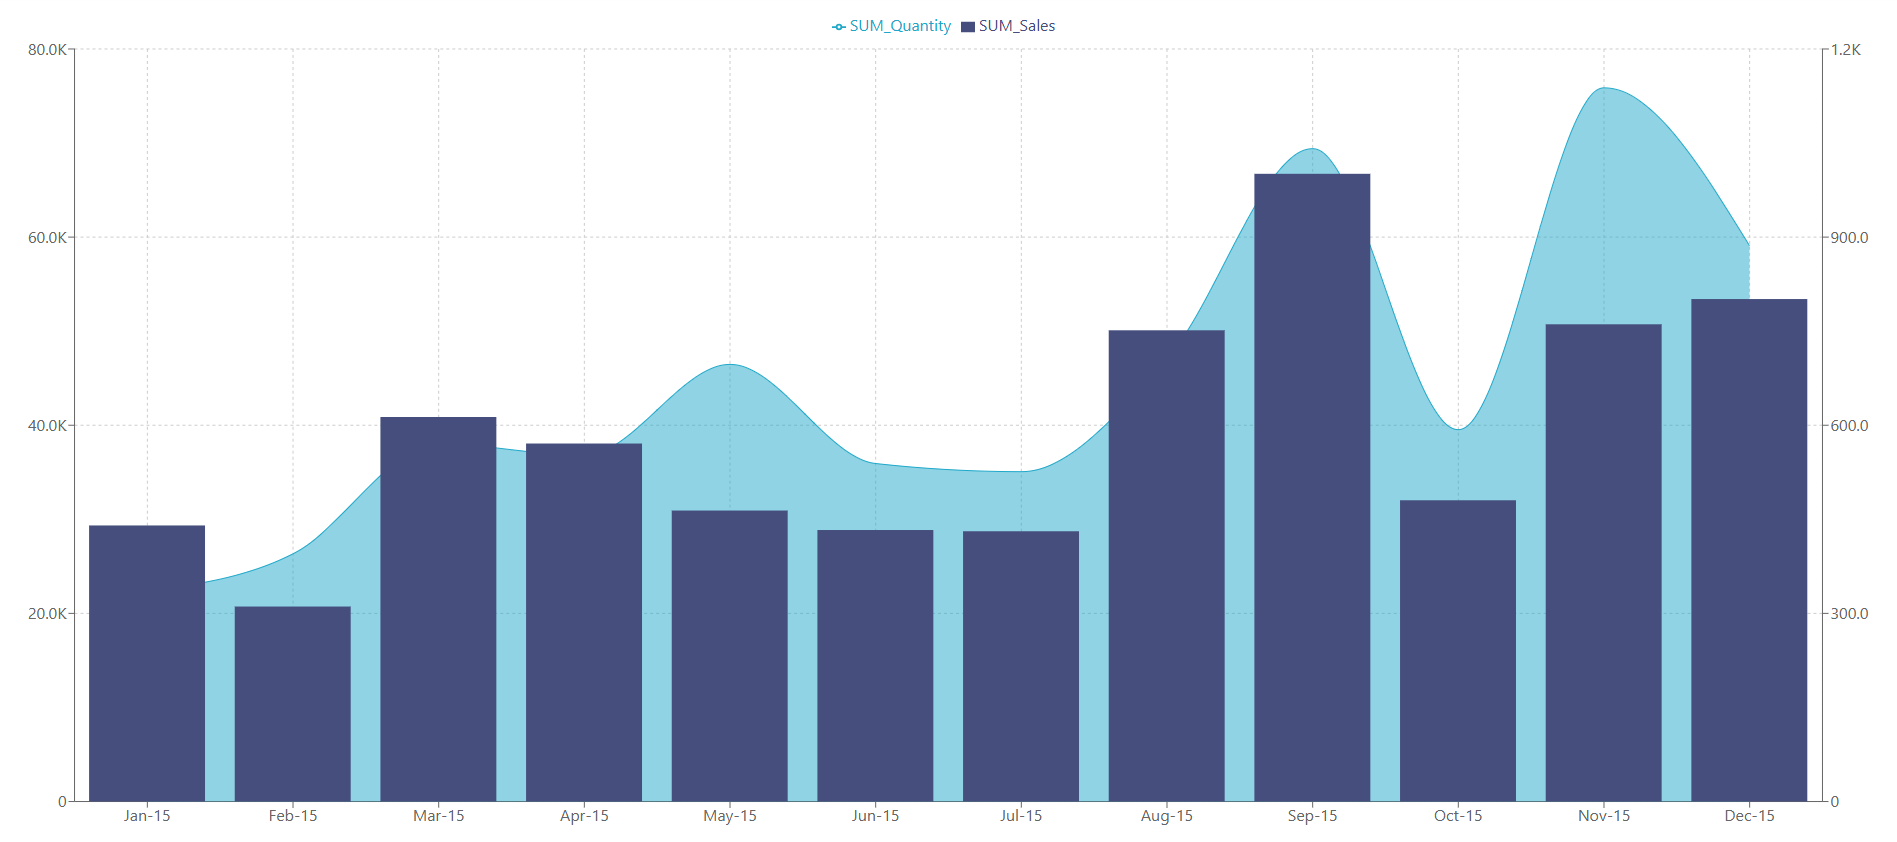 SUM_Quantity SUM_Sales
80.0K 1.2K
60.0K 900.0
40.0K 600.0
20.0K 300.0
0 0
Jan-15 Feb-15 Mar-15 Apr-15 May-15 Jun-15 Jul-15 Aug-15 Sep-15 Oct-15 Nov-15 Dec-15